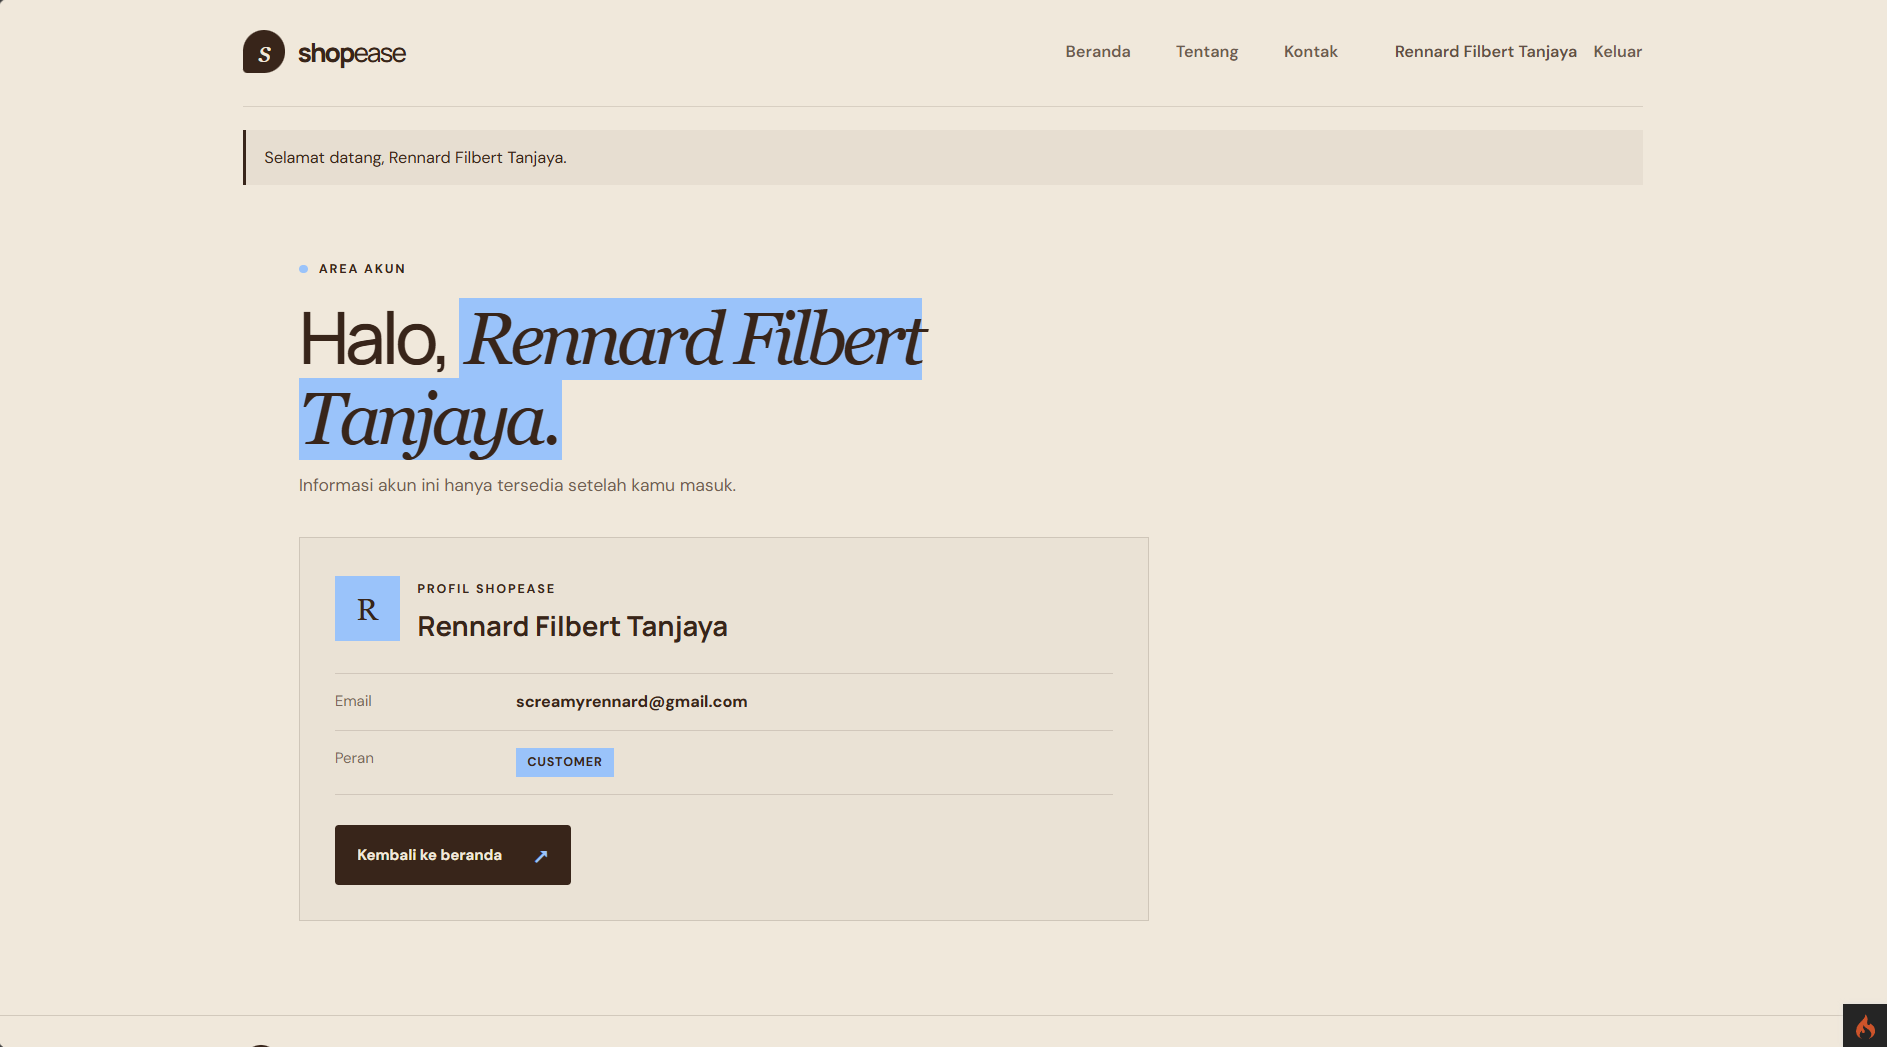 s shopease
Beranda Tentang Kontak Rennard Filbert Tanjaya Keluar
Selamat datang, Rennard Filbert Tanjaya.
AREA AKUN
Halo, Rennard Filbert
Tanjaya.
Informasi akun ini hanya tersedia setelah kamu masuk.
R
PROFIL SHOPEASE
Rennard Filbert Tanjaya
Email screamyrennard@gmail.com
Peran CUSTOMER
Kembali ke beranda ↗